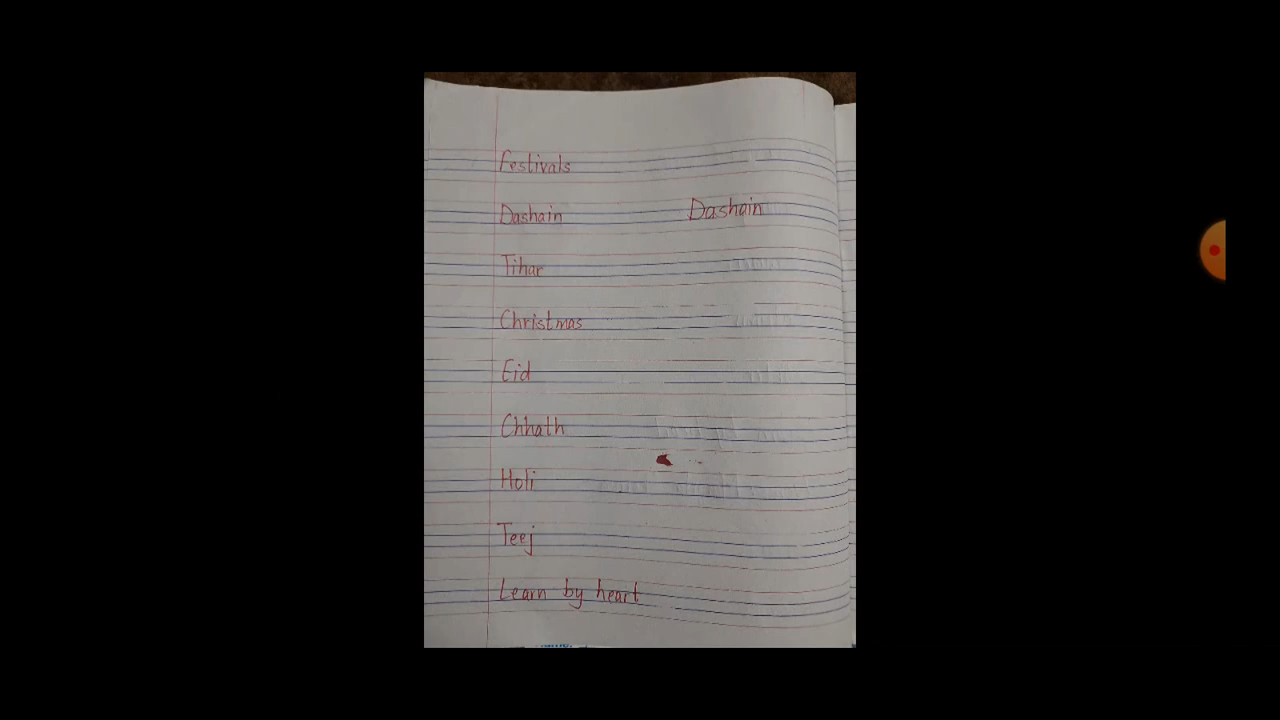 Festivals
Dashain Dashain
Tihar
Christmas
Eid
Chhath
Holi
Teej
Learn by heart